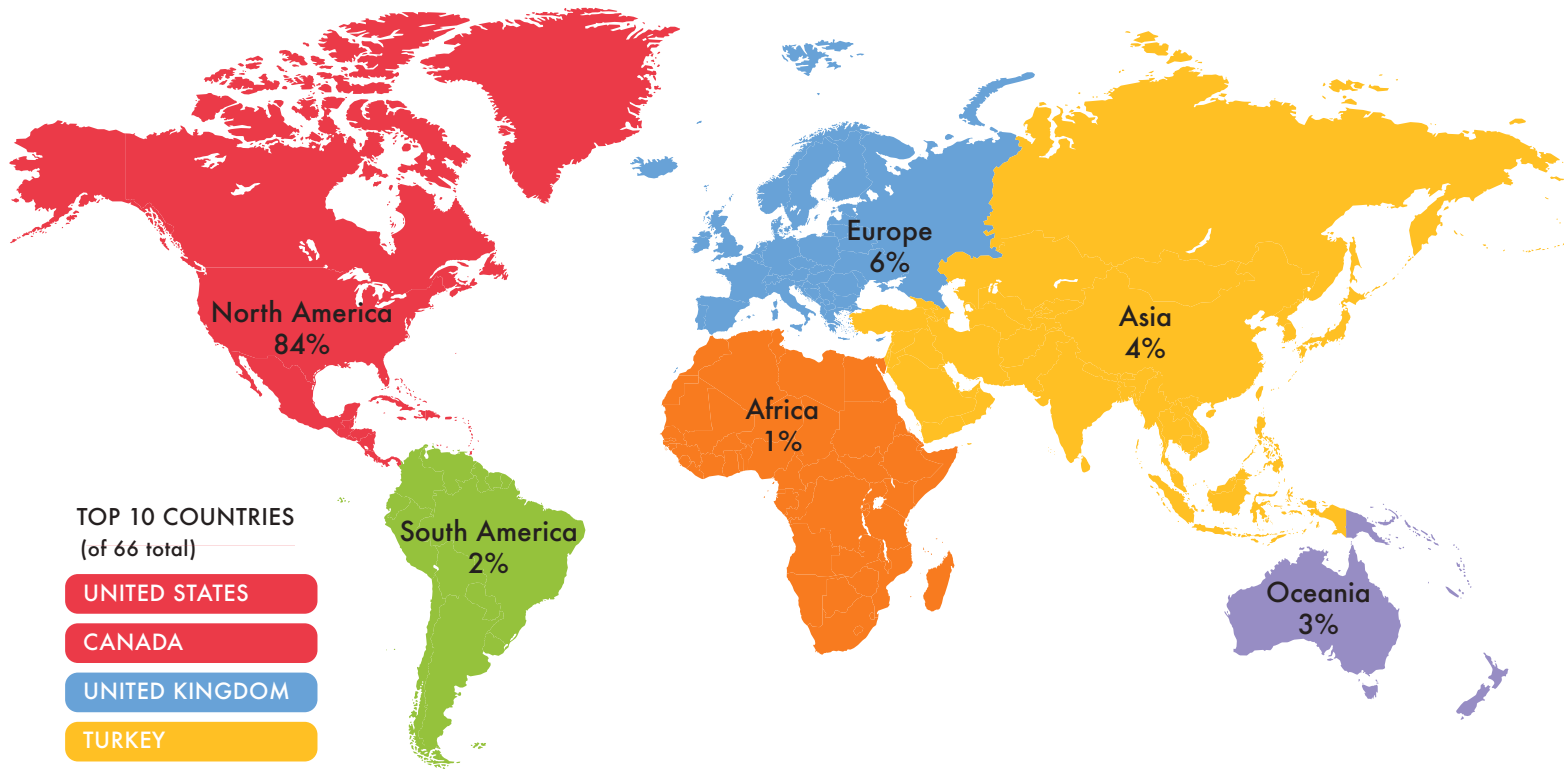 North America
84%
Europe
6%
Asia
4%
Africa
1%
South America
2%
Oceania
3%
TOP 10 COUNTRIES
(of 66 total)
UNITED STATES
CANADA
UNITED KINGDOM
TURKEY